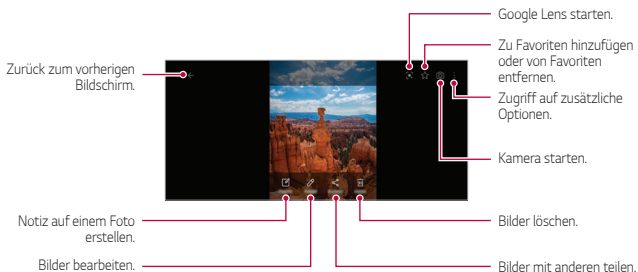 Google Lens starten.
Zu Favoriten hinzufügen
oder von Favoriten
entfernen.
Zurück zum vorherigen
Bildschirm.
Zugriff auf zusätzliche
Optionen.
Kamera starten.
Notiz auf einem Foto
erstellen.
Bilder löschen.
Bilder bearbeiten.
Bilder mit anderen teilen.